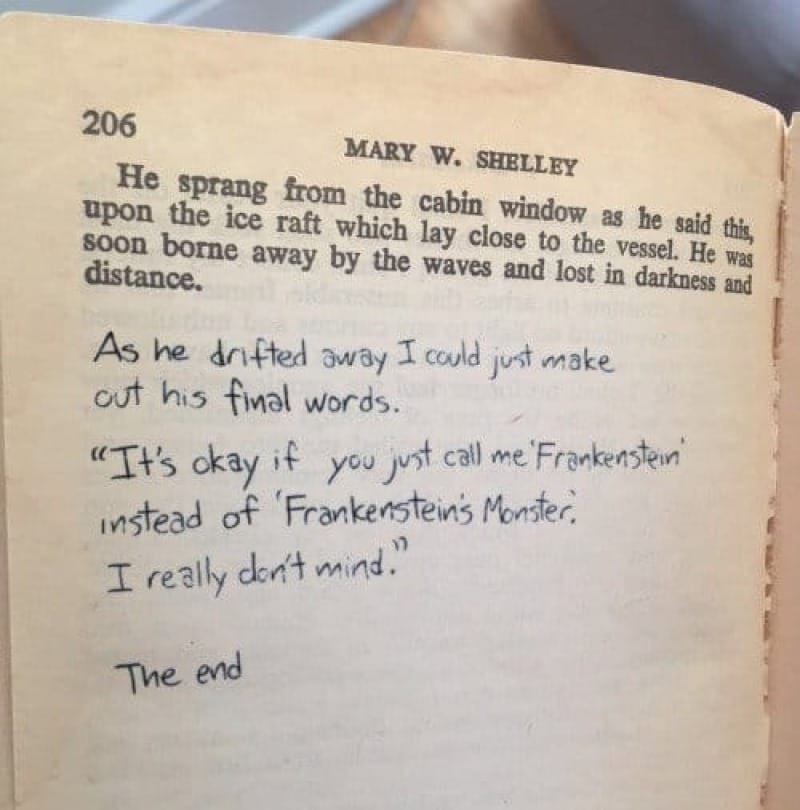 206
MARY W. SHELLEY
He sprang from the cabin window as he said this,
upon the ice raft which lay close to the vessel. He was
soon borne away by the waves and lost in darkness and
distance.
As he drifted away I could just make
out his final words.
“It's okay if you just call me 'Frankenstein'
instead of 'Frankenstein's Monster.'
I really don't mind.”
The end